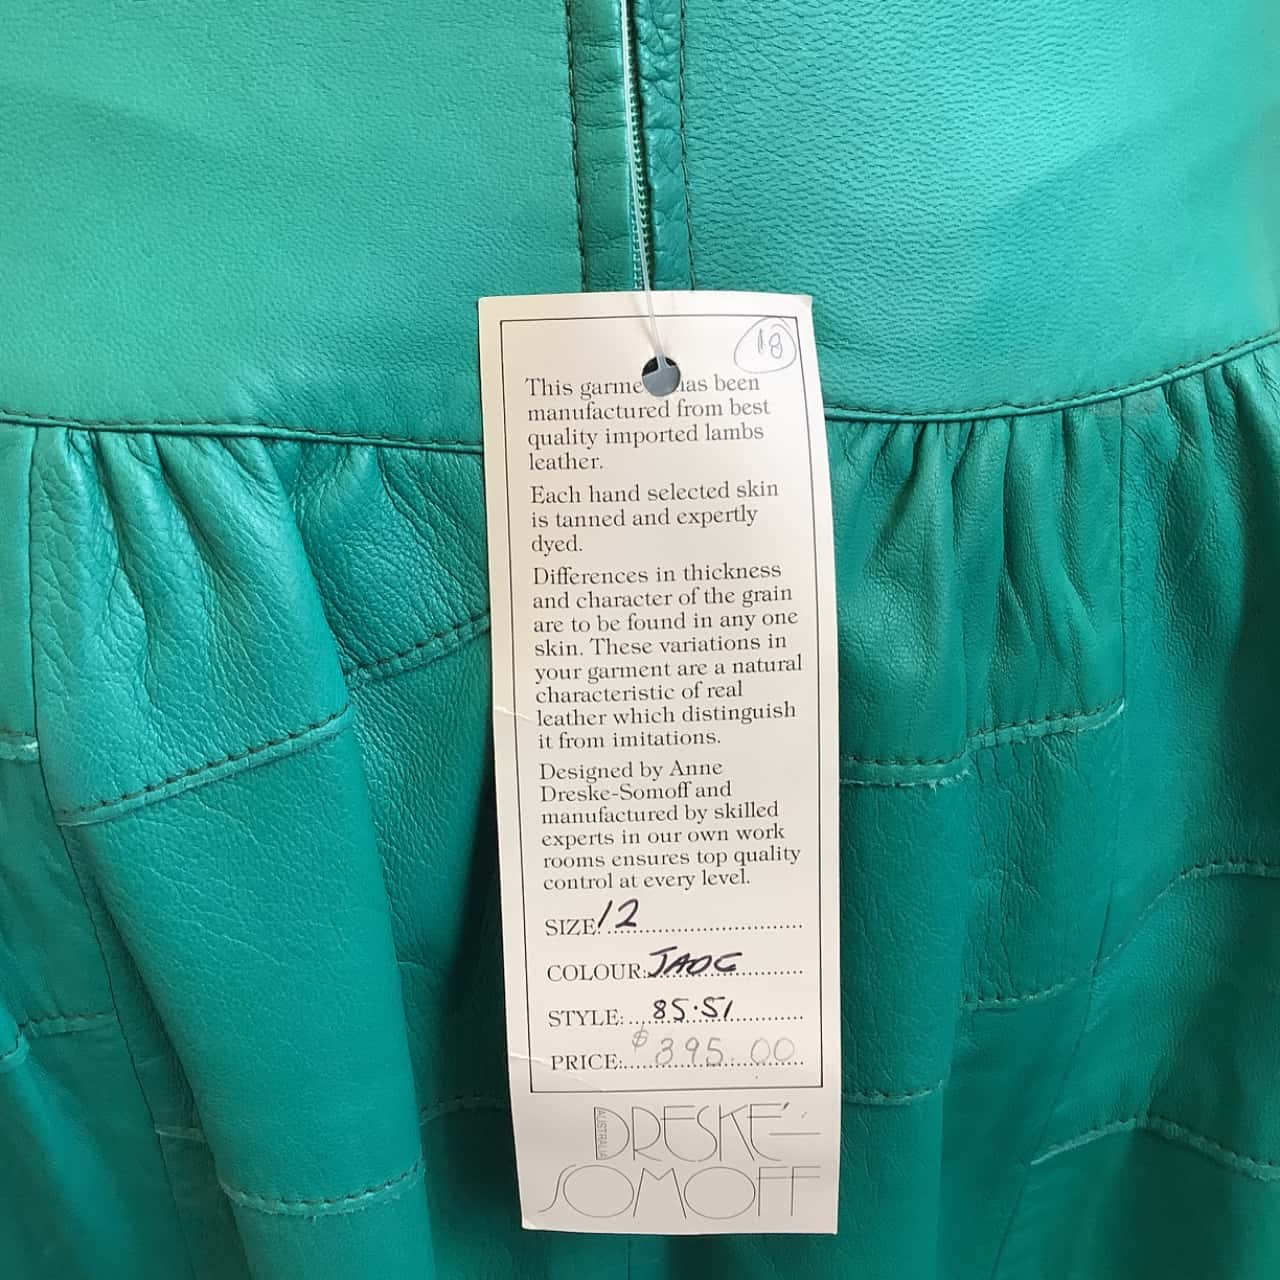 18
This garme has been
manufactured from best
quality imported lambs
leather.
Each hand selected skin
is tanned and expertly
dyed.
Differences in thickness
and character of the grain
are to be found in any one
skin. These variations in
your garment are a natural
characteristic of real
leather which distinguish
it from imitations.
Designed by Anne
Dreske-Somoff and
manufactured by skilled
experts in our own work
rooms ensures top quality
control at every level.
SIZE: 12
COLOUR: JADE
STYLE: 85·51
PRICE: $395.00
AUSTRALIA
DRESKÉ-
SOMOFF